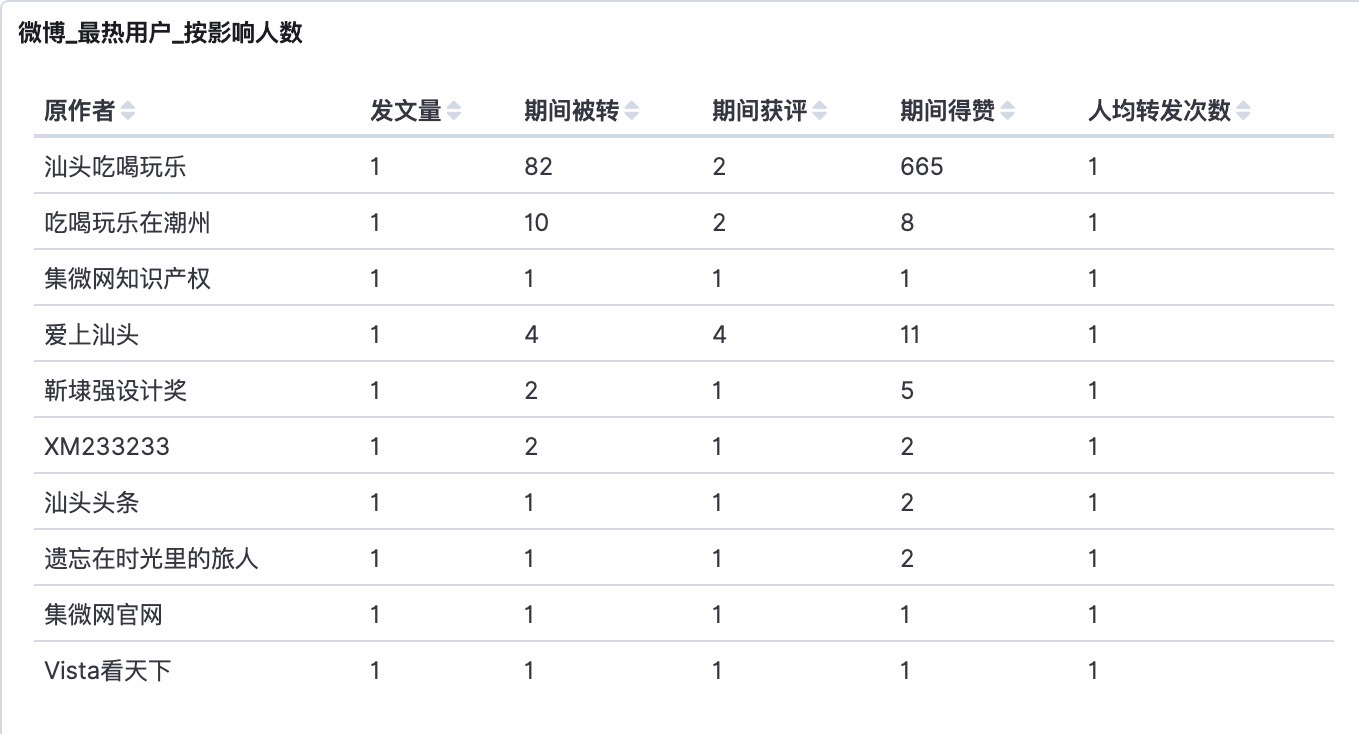 微博_最热用户_按影响人数
原作者 发文量 期间被转 期间获评 期间得赞 人均转发次数
汕头吃喝玩乐 1 82 2 665 1
吃喝玩乐在潮州 1 10 2 8 1
集微网知识产权 1 1 1 1 1
爱上汕头 1 4 4 11 1
靳埭强设计奖 1 2 1 5 1
XM233233 1 2 1 2 1
汕头头条 1 1 1 2 1
遗忘在时光里的旅人 1 1 1 2 1
集微网官网 1 1 1 1 1
Vista看天下 1 1 1 1 1